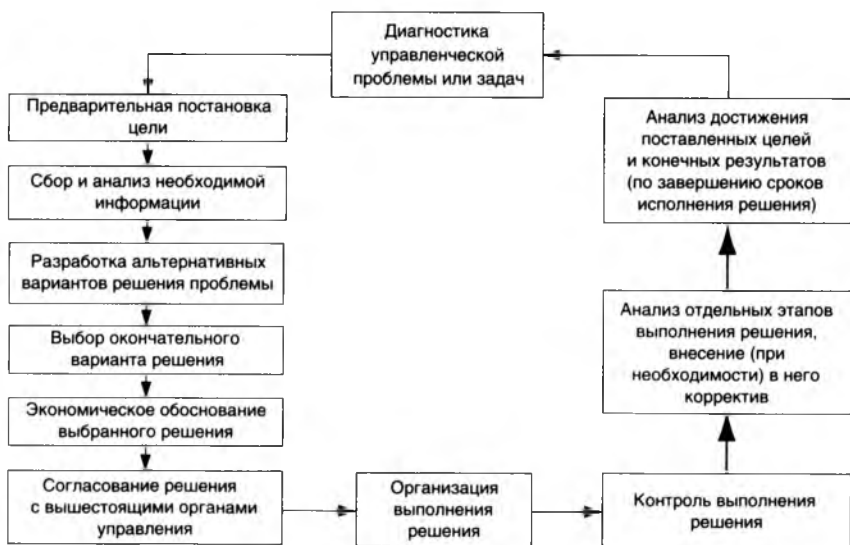 Диагностика
управленческой
проблемы или задач
Предварительная постановка
цели
Сбор и анализ необходимой
информации
Разработка альтернативных
вариантов решения проблемы
Выбор окончательного
варианта решения
Экономическое обоснование
выбранного решения
Согласование решения
с вышестоящими органами
управления
Организация
выполнения
решения
Контроль выполнения
решения
Анализ отдельных этапов
выполнения решения,
внесение (при
необходимости) в него
корректив
Анализ достижения
поставленных целей
и конечных результатов
(по завершению сроков
исполнения решения)